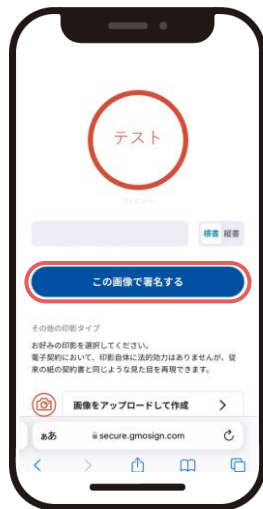 テスト
横書 縦書
この画像で署名する
その他の印影タイプ
お好みの印影を選択してください。
電子契約において、印影自体に法的効力はありませんが、従
来の紙の契約書と同じような見た目を再現できます。
画像をアップロードして作成
ぁあ secure.gmosign.com